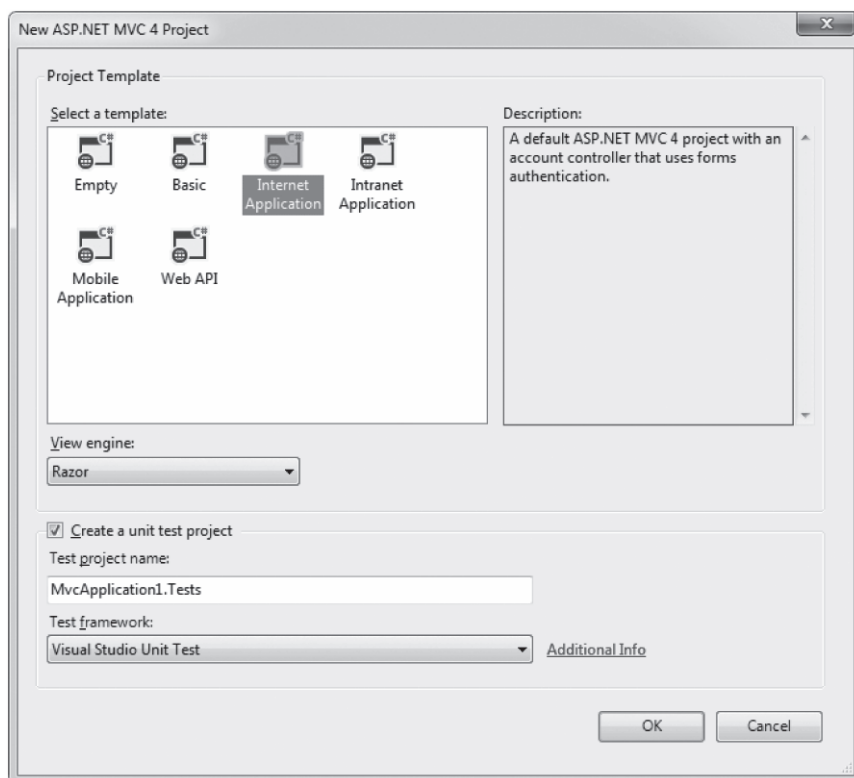 New ASP.NET MVC 4 Project
x
Project Template
Select a template:
C#
Empty
C#
Basic
C#
Internet
Application
C#
Intranet
Application
C#
Mobile
Application
C#
Web API
Description:
A default ASP.NET MVC 4 project with an
account controller that uses forms
authentication.
View engine:
Razor
Create a unit test project
Test project name:
MvcApplication1.Tests
Test framework:
Visual Studio Unit Test
Additional Info
OK
Cancel